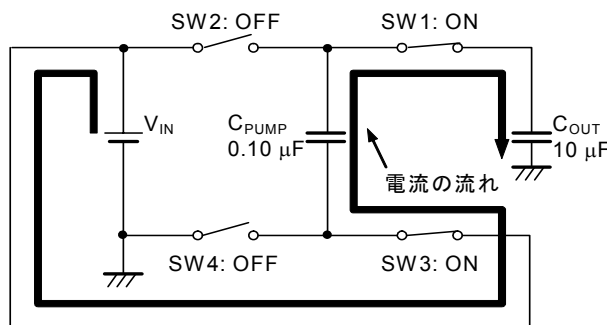 SW2: OFF
SW1: ON
VIN
CPUMP
0.10 μF
COUT
10 μF
電流の流れ
SW4: OFF
SW3: ON